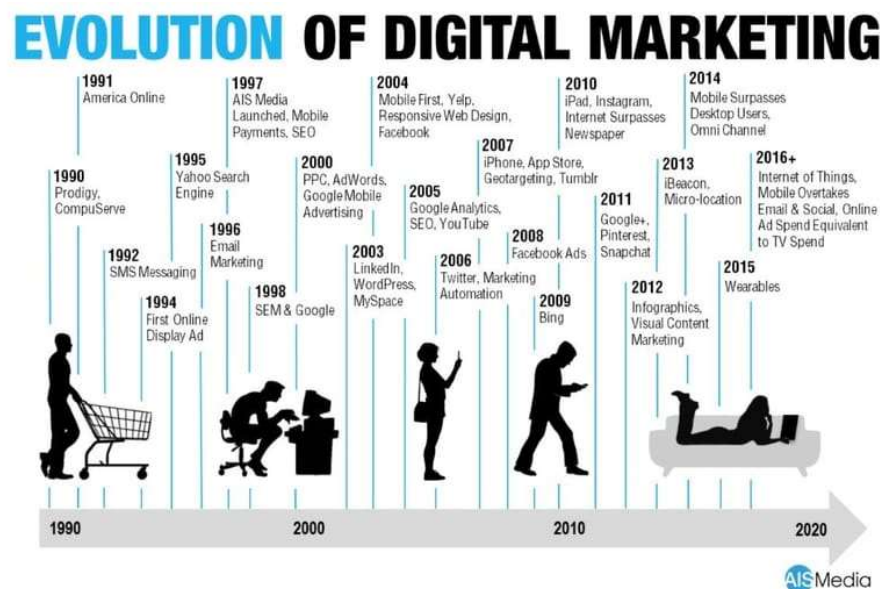 EVOLUTION OF DIGITAL MARKETING
1990
Prodigy,
CompuServe
1991
America Online
1992
SMS Messaging
1994
First Online
Display Ad
1995
Yahoo Search
Engine
1996
Email
Marketing
1997
AIS Media
Launched, Mobile
Payments, SEO
1998
SEM & Google
2000
PPC, AdWords,
Google Mobile
Advertising
2003
LinkedIn,
WordPress,
MySpace
2004
Mobile First, Yelp,
Responsive Web Design,
Facebook
2005
Google Analytics,
SEO, YouTube
2006
Twitter, Marketing
Automation
2007
iPhone, App Store,
Geotargeting, Tumblr
2008
Facebook Ads
2009
Bing
2010
iPad, Instagram,
Internet Surpasses
Newspaper
2011
Google+,
Pinterest,
Snapchat
2012
Infographics,
Visual Content
Marketing
2013
iBeacon,
Micro-location
2014
Mobile Surpasses
Desktop Users,
Omni Channel
2015
Wearables
2016+
Internet of Things,
Mobile Overtakes
Email & Social, Online
Ad Spend Equivalent
to TV Spend
1990 2000 2010 2020
AISMedia